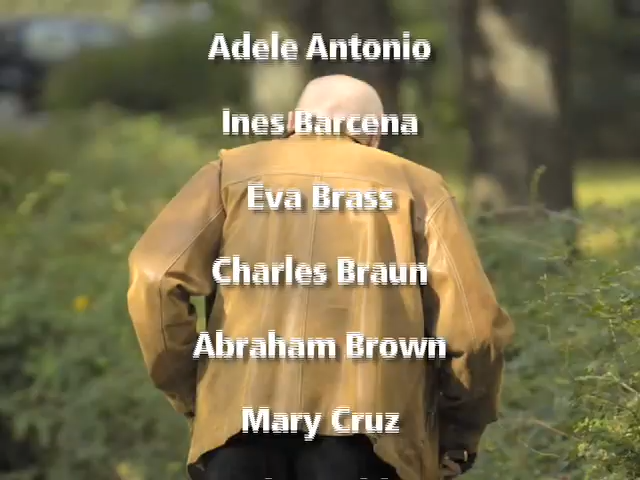 Adele Antonio
Ines Barcena
Eva Brass
Charles Braun
Abraham Brown
Mary Cruz